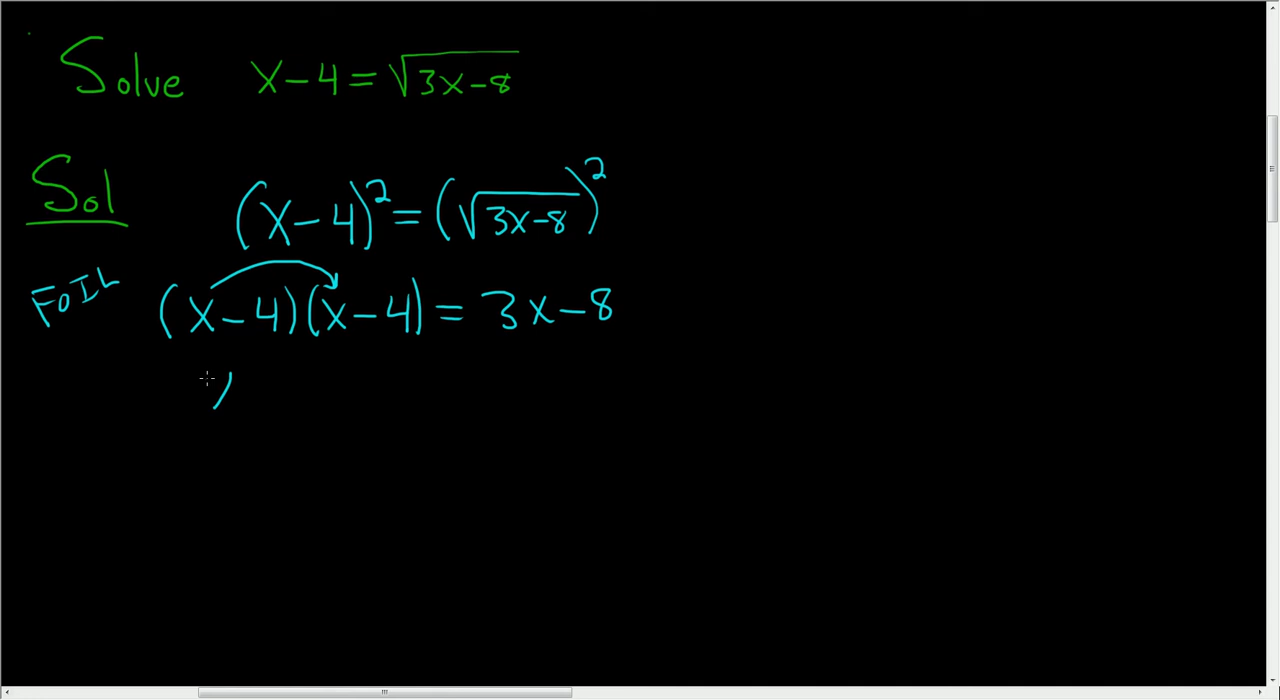 Solve x-4=√3x-8
Sol (x-4)²=(√3x-8)²
FOIL (x-4)(x-4)=3x-8